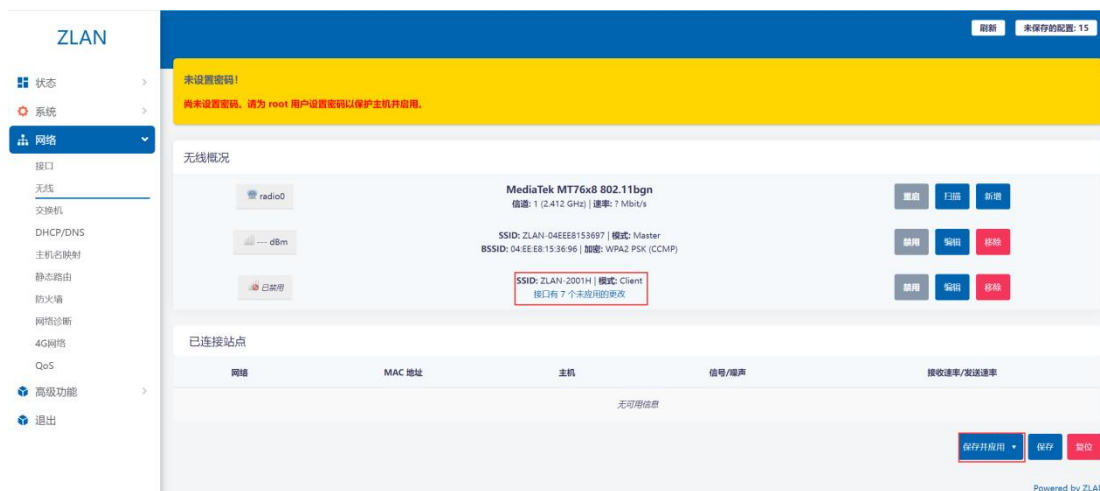 ZLAN
刷新
未保存的配置: 15
状态
系统
网络
接口
无线
交换机
DHCP/DNS
主机名映射
静态路由
防火墙
网络诊断
4G网络
QoS
高级功能
退出
未设置密码！
尚未设置密码。请为 root 用户设置密码以保护主机并启用。
无线概况
radio0
MediaTek MT76x8 802.11bgn
信道: 1 (2.412 GHz) | 速率: ? Mbit/s
重启 扫描 新增
--- dBm
SSID: ZLAN-04EEE8153697 | 模式: Master
BSSID: 04:EE:E8:15:36:96 | 加密: WPA2 PSK (CCMP)
禁用 编辑 移除
已禁用
SSID: ZLAN-2001H | 模式: Client
接口有 7 个未应用的更改
禁用 编辑 移除
已连接站点
网络 MAC 地址 主机 信号/噪声 接收速率/发送速率
无可用信息
保存并应用 保存 复位
Powered by ZLAN